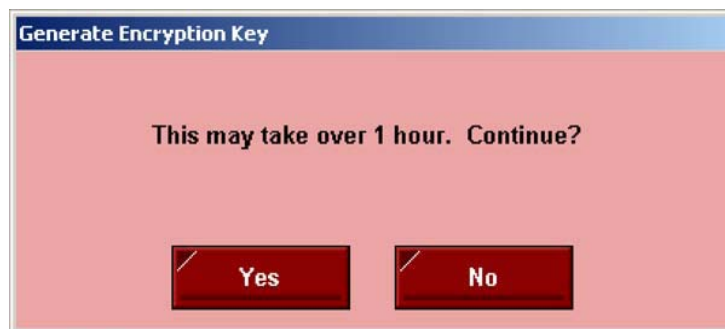 Generate Encryption Key
This may take over 1 hour.  Continue?
Yes
No